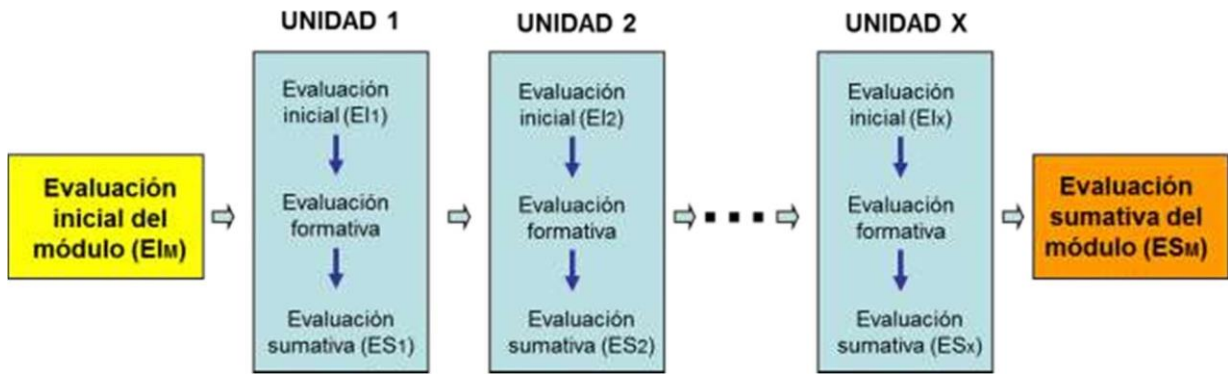 UNIDAD 1
UNIDAD 2
UNIDAD X
Evaluación
inicial del
módulo (EIM)
Evaluación
inicial (EI1)
Evaluación
formativa
Evaluación
sumativa (ES1)
Evaluación
inicial (EI2)
Evaluación
formativa
Evaluación
sumativa (ES2)
Evaluación
inicial (EIx)
Evaluación
formativa
Evaluación
sumativa (ESx)
Evaluación
sumativa del
módulo (ESM)